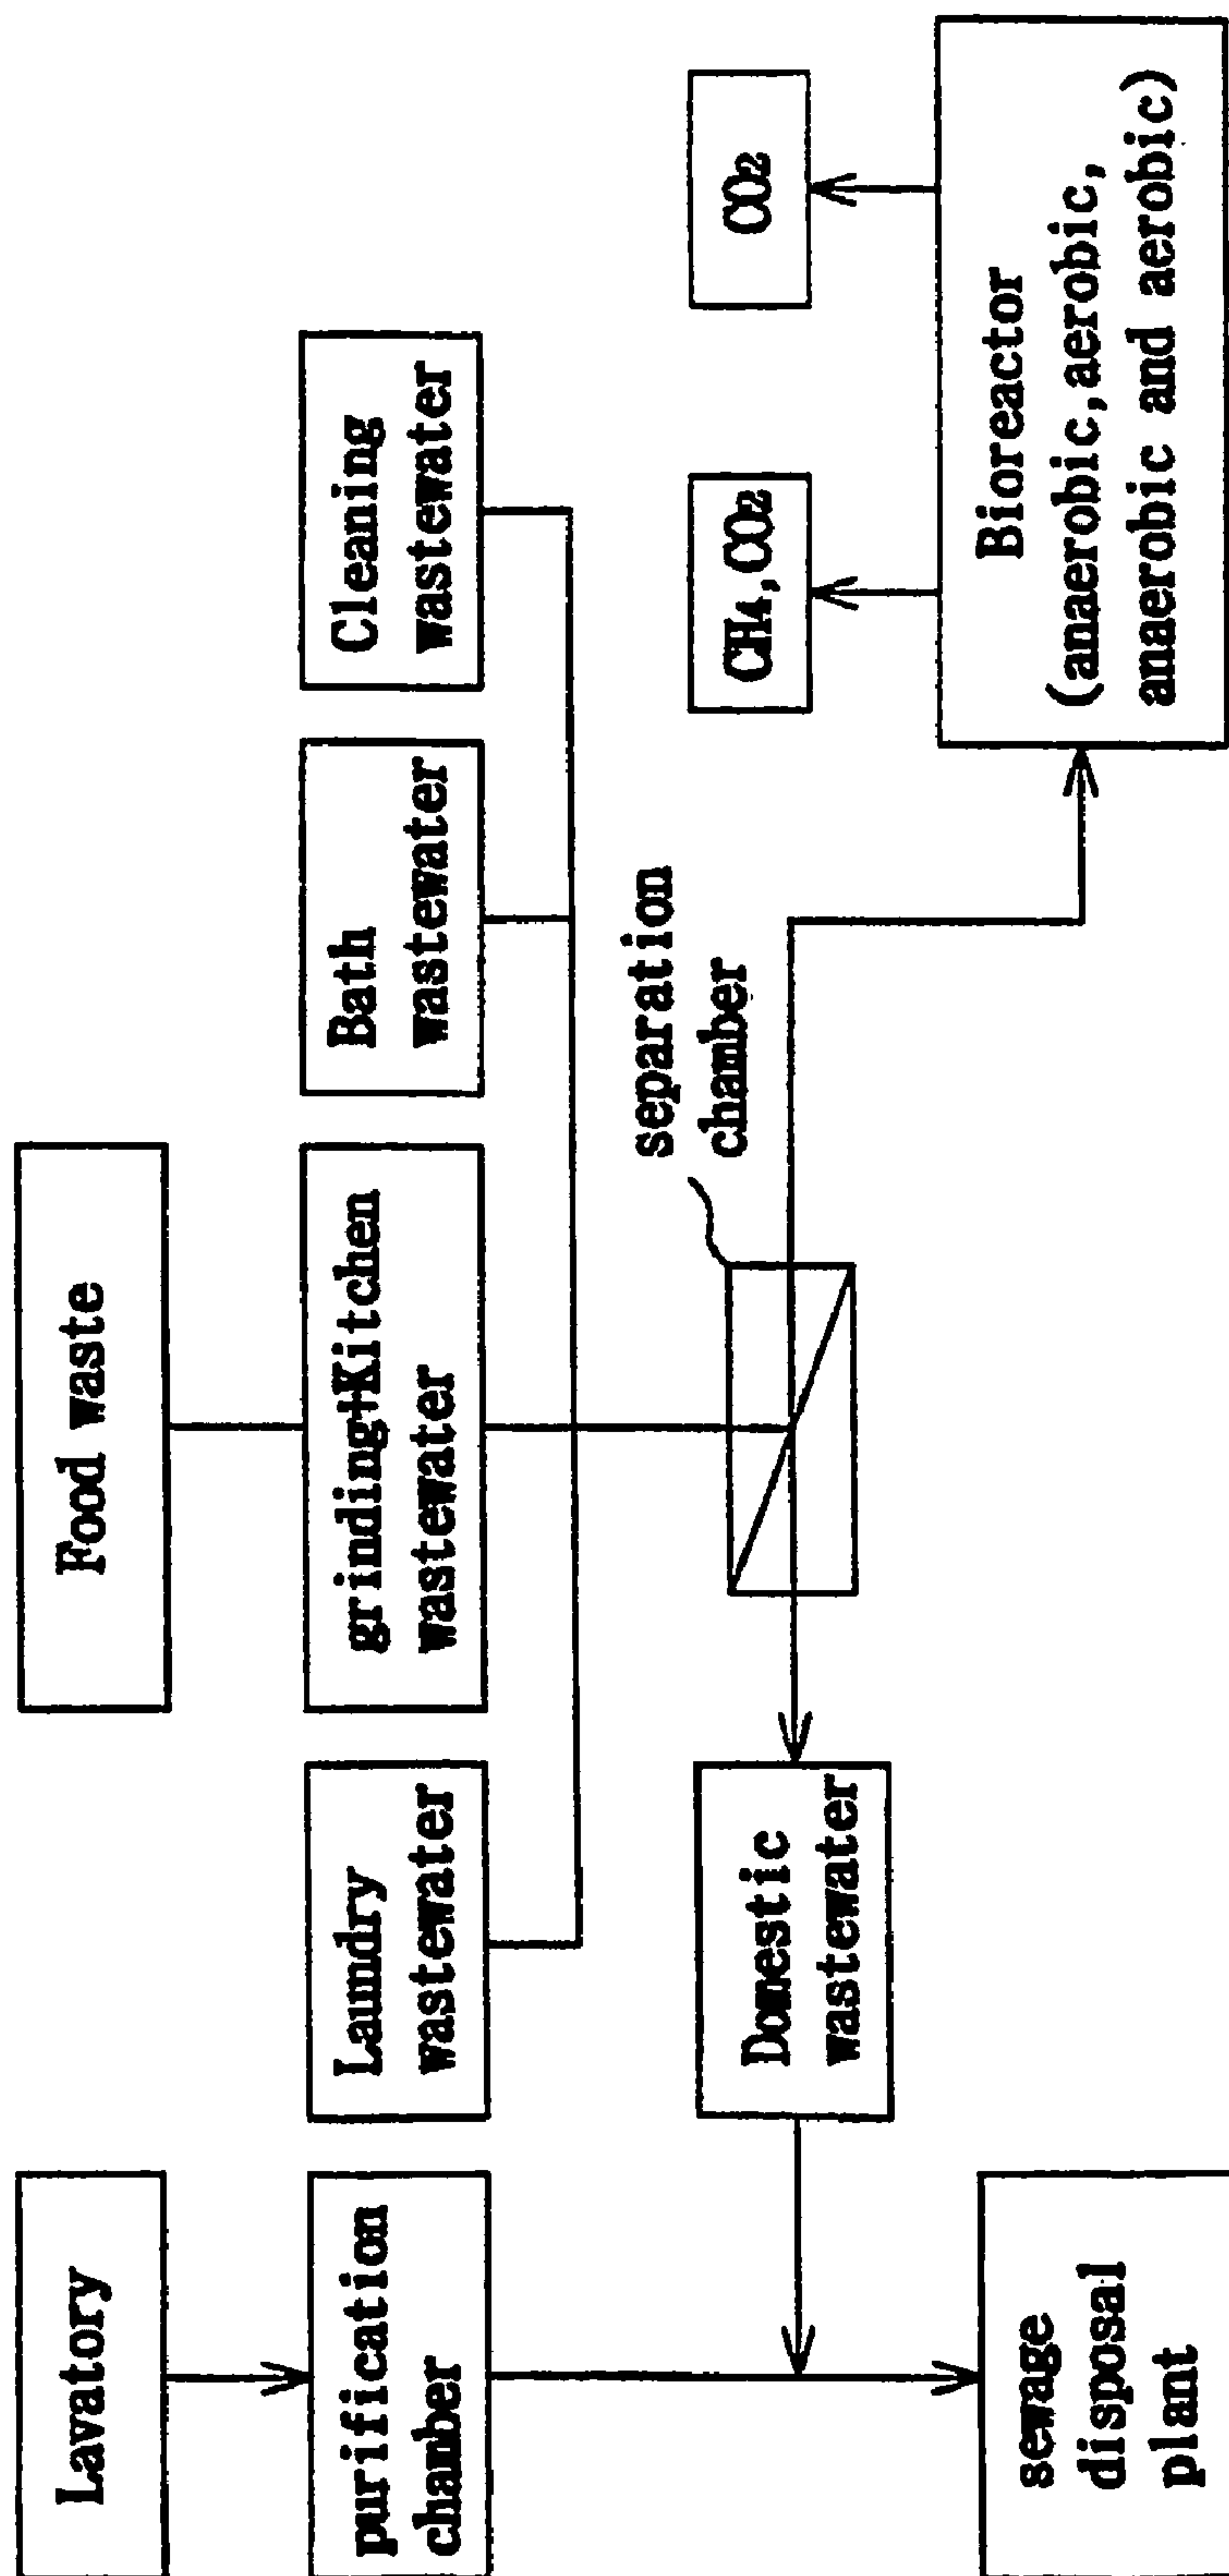 Lavatory
purification
chamber
sewage
disposal
plant
Food waste
Laundry
wastewater
grinding+Kitchen
wastewater
Bath
wastewater
Cleaning
wastewater
separation
chamber
Domestic
wastewater
CH4,CO2
CO2
Bioreactor
(anaerobic,aerobic,
anaerobic and aerobic)